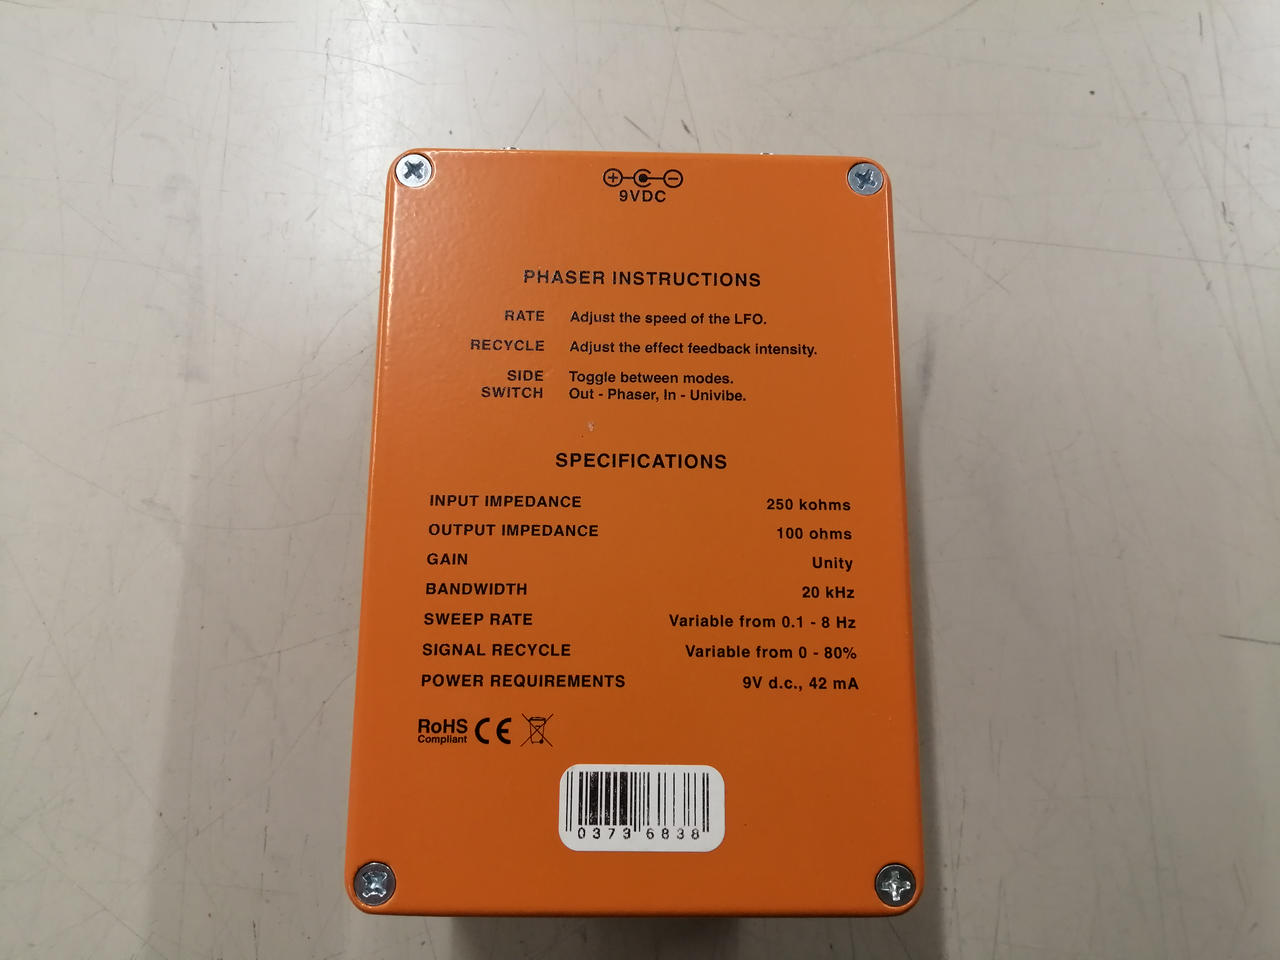 9VDC
PHASER INSTRUCTIONS
RATE Adjust the speed of the LFO.
RECYCLE Adjust the effect feedback intensity.
SIDE Toggle between modes.
SWITCH Out - Phaser, In - Univibe.
SPECIFICATIONS
INPUT IMPEDANCE 250 kohms
OUTPUT IMPEDANCE 100 ohms
GAIN Unity
BANDWIDTH 20 kHz
SWEEP RATE Variable from 0.1 - 8 Hz
SIGNAL RECYCLE Variable from 0 - 80%
POWER REQUIREMENTS 9V d.c., 42 mA
RoHS CE
Compliant
0373 6838